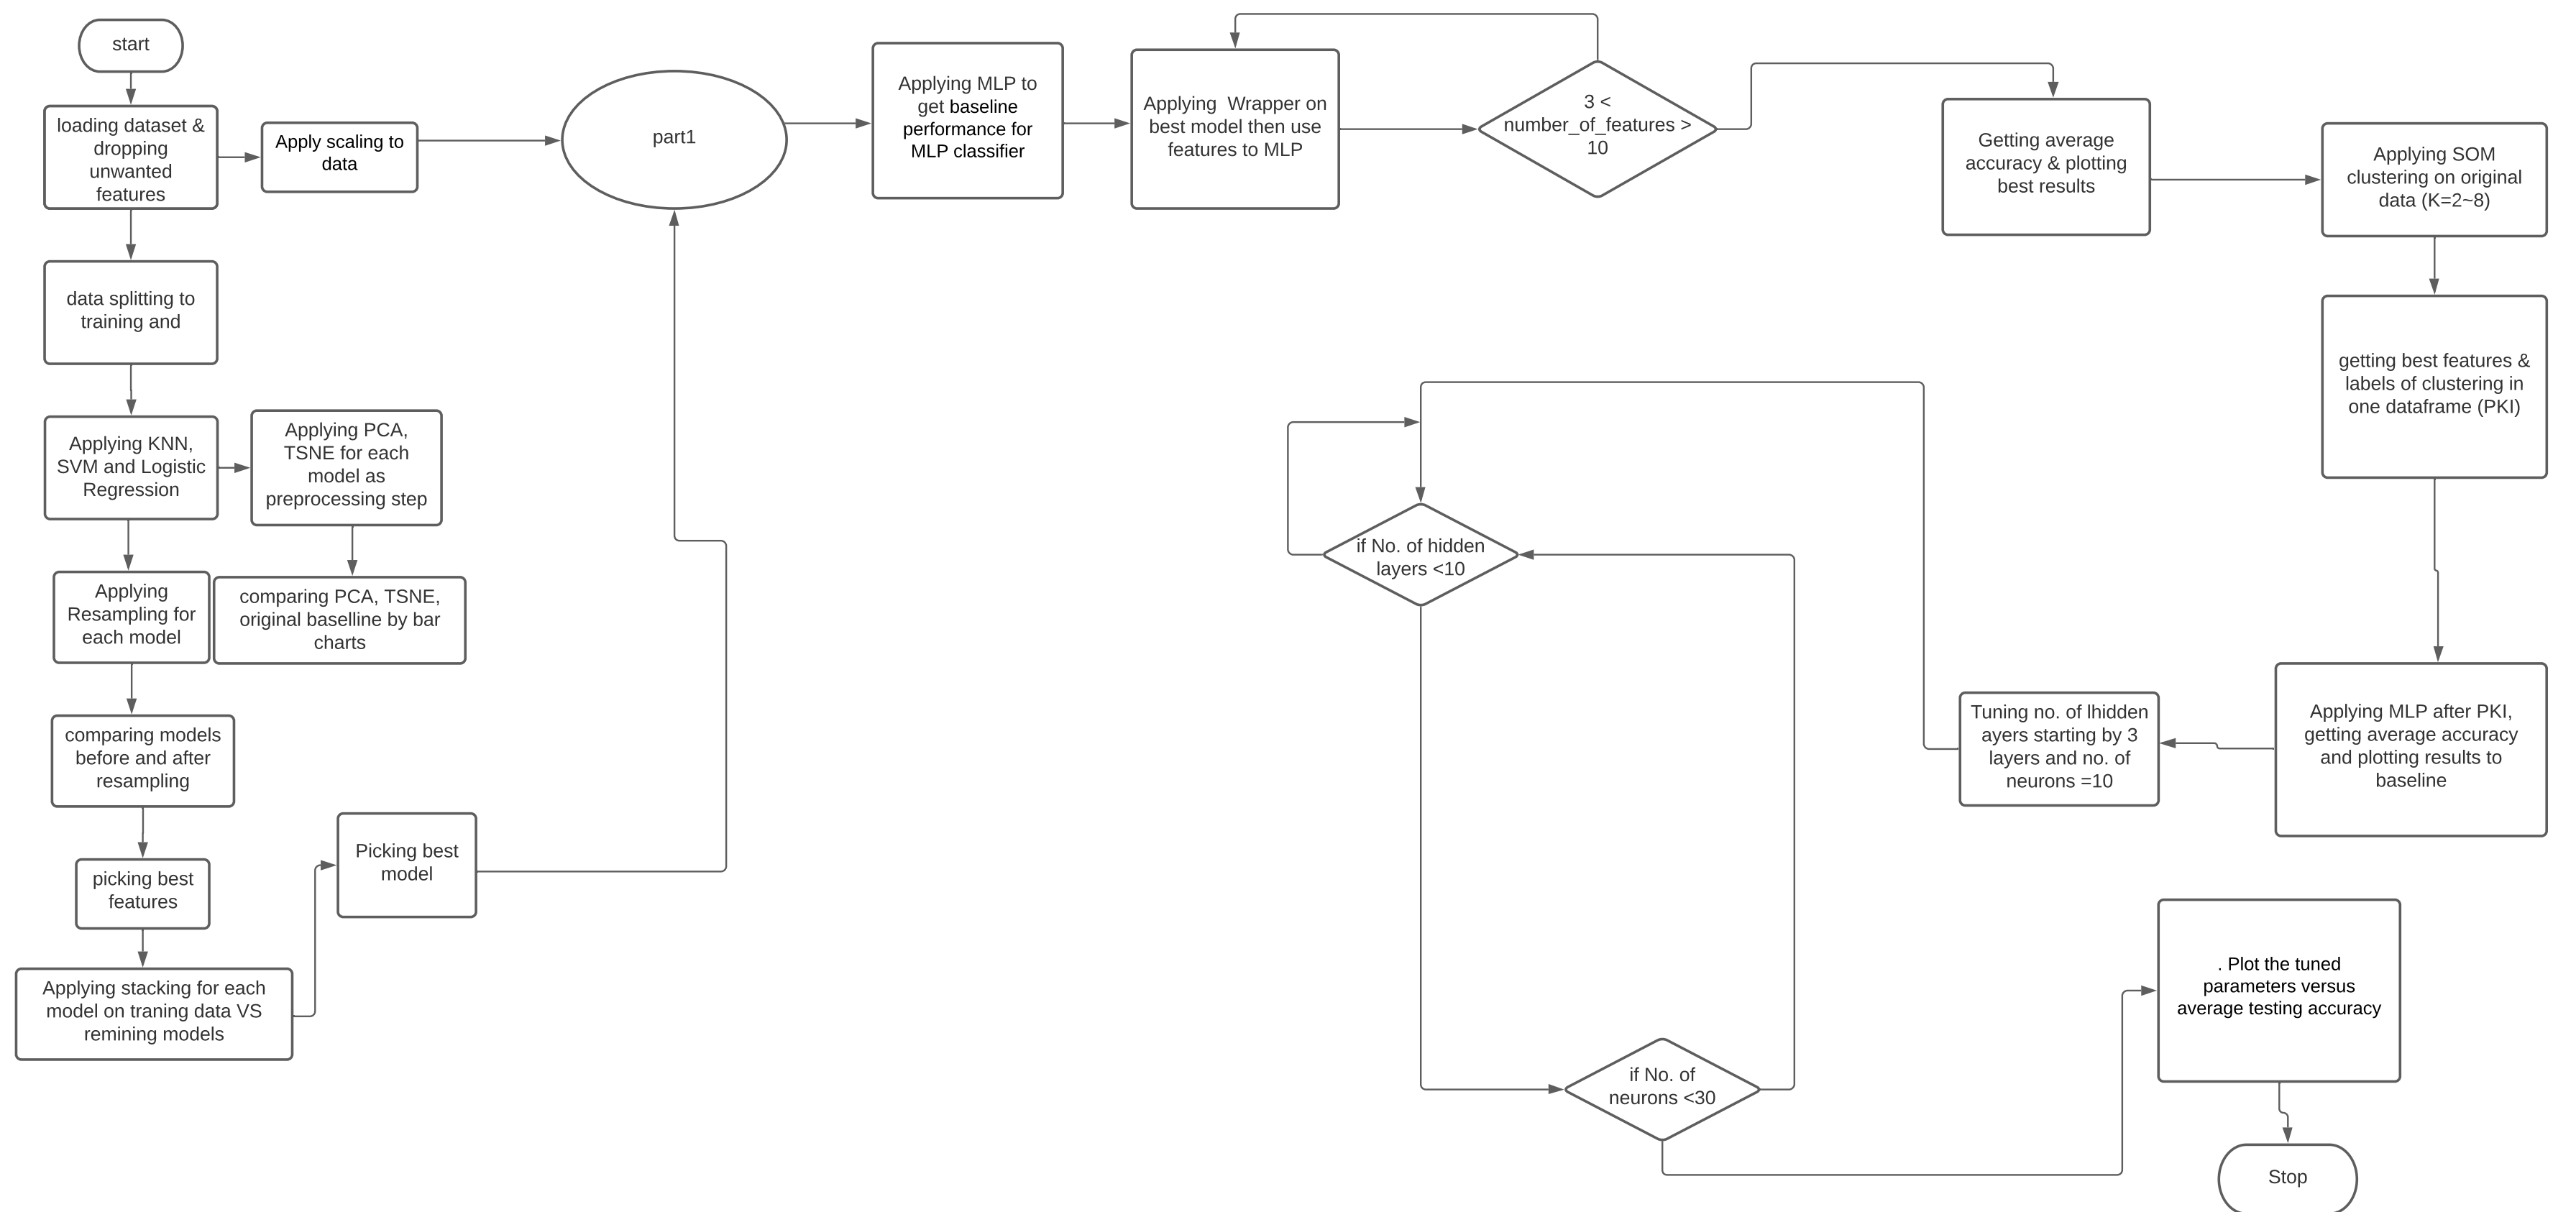 start
loading dataset &
dropping
unwanted
features
Apply scaling to
data
data splitting to
training and
Applying KNN,
SVM and Logistic
Regression
Applying PCA,
TSNE for each
model as
preprocessing step
Applying
Resampling for
each model
comparing PCA, TSNE,
original baselline by bar
charts
comparing models
before and after
resampling
picking best
features
Applying stacking for each
model on traning data VS
remining models
Picking best
model
part1
Applying MLP to
get baseline
performance for
MLP classifier
Applying  Wrapper on
best model then use
features to MLP
3 <
number_of_features >
10
Getting average
accuracy & plotting
best results
Applying SOM
clustering on original
data (K=2~8)
getting best features &
labels of clustering in
one dataframe (PKI)
Applying MLP after PKI,
getting average accuracy
and plotting results to
baseline
Tuning no. of lhidden
ayers starting by 3
layers and no. of
neurons =10
if No. of hidden
layers <10
if No. of
neurons <30
. Plot the tuned
parameters versus
average testing accuracy
Stop